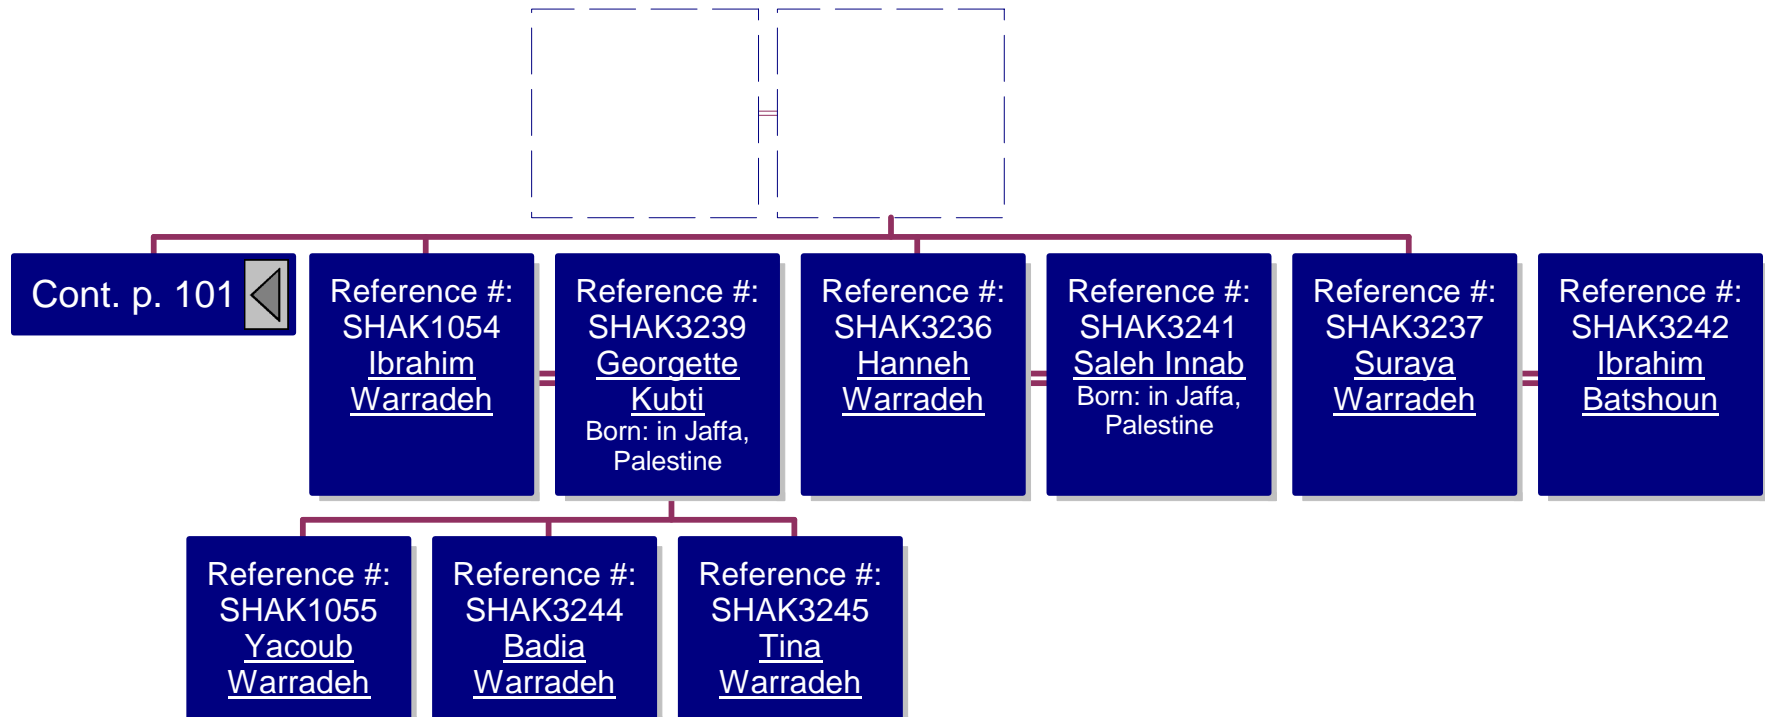 Cont. p. 101
Reference #:
SHAK1054
Ibrahim
Warradeh
Reference #:
SHAK3239
Georgette
Kubti
Born: in Jaffa,
Palestine
Reference #:
SHAK3236
Hanneh
Warradeh
Reference #:
SHAK3241
Saleh Innab
Born: in Jaffa,
Palestine
Reference #:
SHAK3237
Suraya
Warradeh
Reference #:
SHAK3242
Ibrahim
Batshoun
Reference #:
SHAK1055
Yacoub
Warradeh
Reference #:
SHAK3244
Badia
Warradeh
Reference #:
SHAK3245
Tina
Warradeh